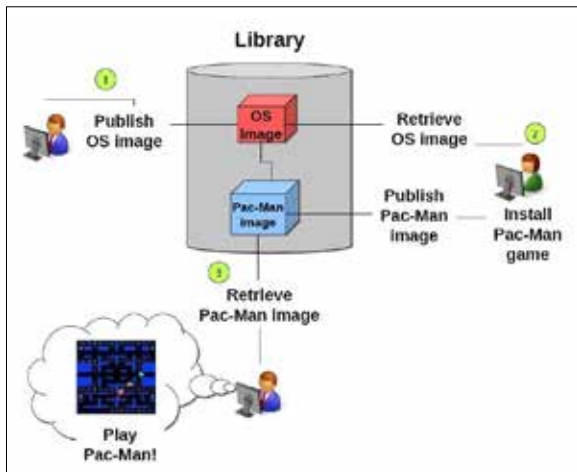 Library
1
Publish
OS image
OS
Image
Retrieve
OS image
2
Pac-Man
image
Publish
Pac-Man
image
Install
Pac-Man
game
3
Retrieve
Pac-Man image
Play
Pac-Man!